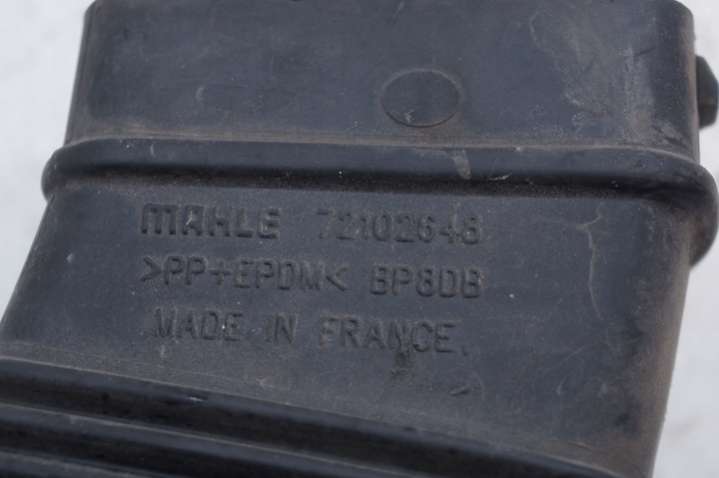 MAHLE 72102648
>PP+EPDM< BP8DB
MADE IN FRANCE.